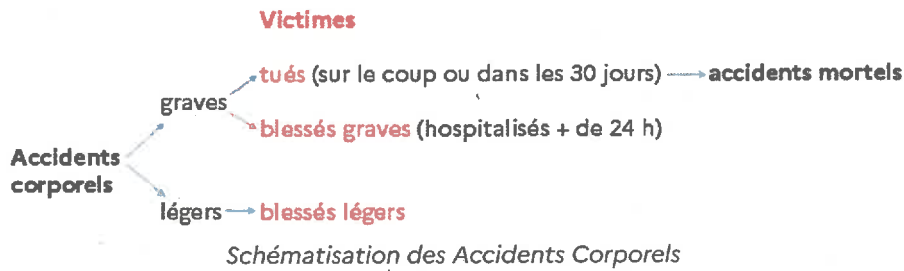 Victimes
tués (sur le coup ou dans les 30 jours) accidents mortels
graves
blessés graves (hospitalisés + de 24 h)
Accidents
corporels
légers blessés légers
Schématisation des Accidents Corporels